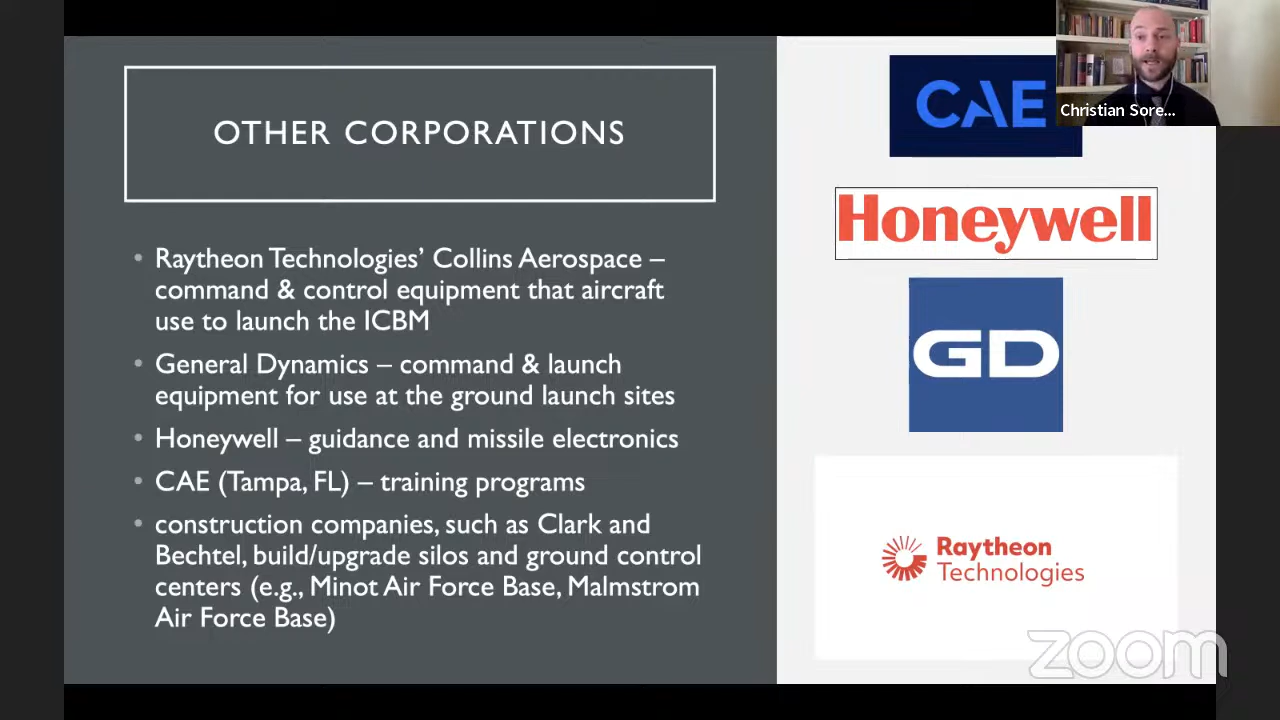 OTHER CORPORATIONS
• Raytheon Technologies’ Collins Aerospace –
command & control equipment that aircraft
use to launch the ICBM
• General Dynamics – command & launch
equipment for use at the ground launch sites
• Honeywell – guidance and missile electronics
• CAE (Tampa, FL) – training programs
• construction companies, such as Clark and
Bechtel, build/upgrade silos and ground control
centers (e.g., Minot Air Force Base, Malmstrom
Air Force Base)
CAE
Christian Sore...
Honeywell
GD
Raytheon
Technologies
zoom